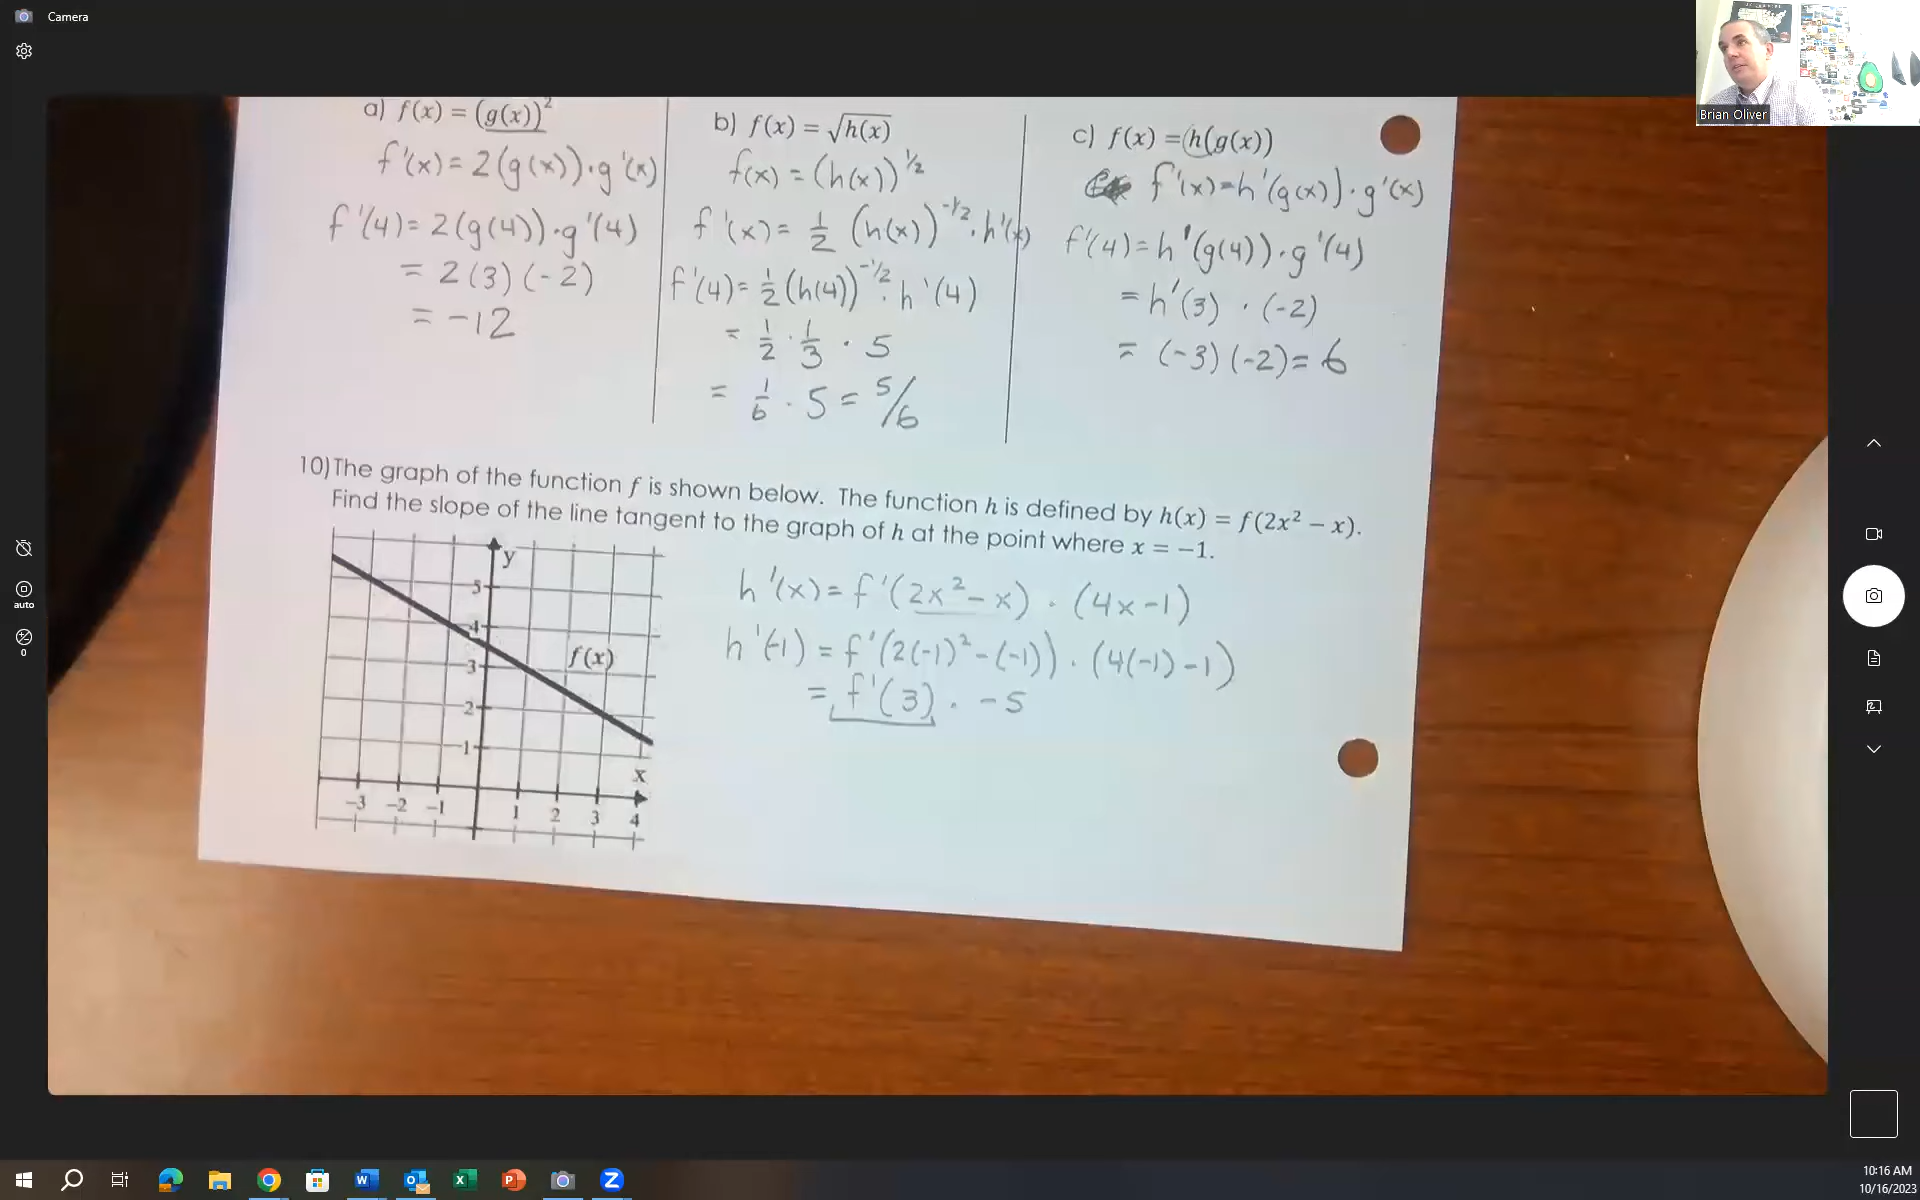 Camera
Brian Oliver
a) f(x) = (g(x))²
f'(x) = 2(g(x))·g'(x)
f'(4) = 2(g(4))·g'(4)
= 2(3)(-2)
= -12
b) f(x) = √h(x)
f(x) = (h(x))^1/2
f'(x) = 1/2 (h(x))^-1/2 · h'(x)
f'(4) = 1/2 (h(4))^-1/2 · h'(4)
= 1/2 · 1/3 · 5
= 1/6 · 5 = 5/6
c) f(x) = (h(g(x))
f'(x) = h'(g(x))·g'(x)
f'(4) = h'(g(4))·g'(4)
= h'(3) · (-2)
= (-3)(-2) = 6
10) The graph of the function f is shown below. The function h is defined by h(x) = f(2x² − x).
Find the slope of the line tangent to the graph of h at the point where x = −1.
y
5
4
3
2
1
f(x)
x
-3 -2 -1 1 2 3 4
h'(x) = f'(2x² - x) · (4x - 1)
h'(-1) = f'(2(-1)² - (-1)) · (4(-1) - 1)
= f'(3) · -5
auto
0
10:16 AM
10/16/2023